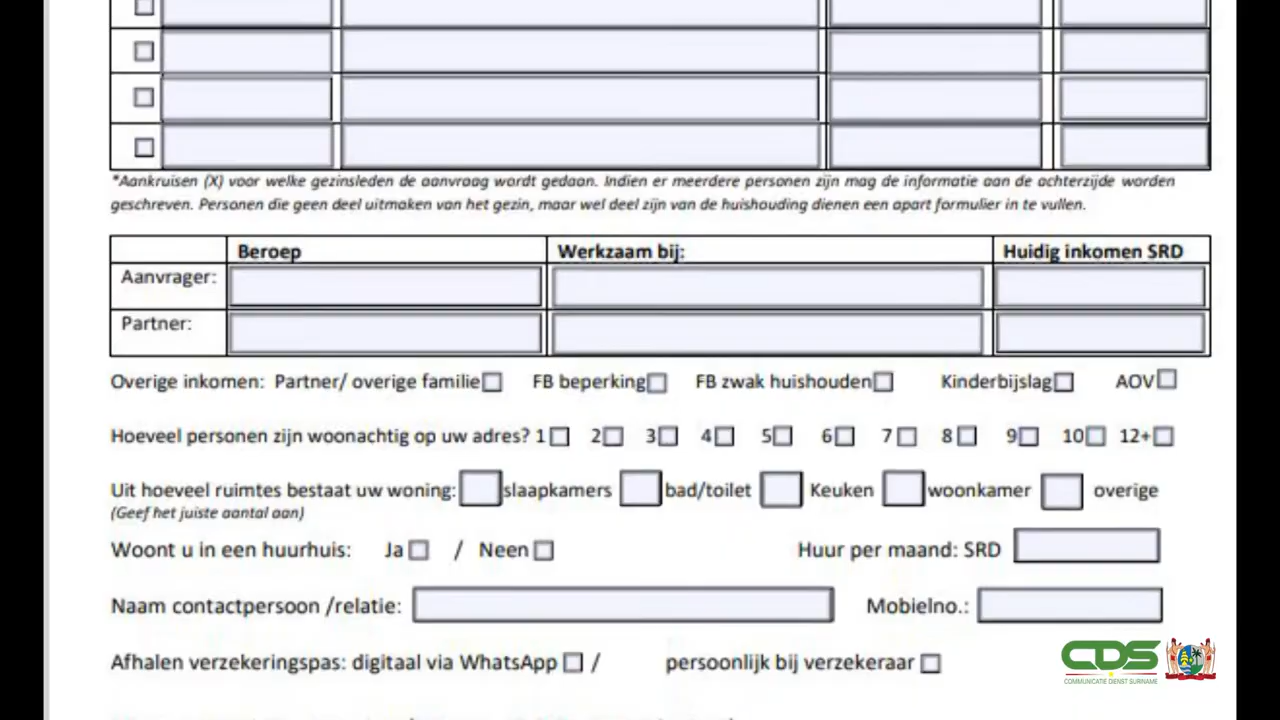 *Aankruisen (X) voor welke gezinsleden de aanvraag wordt gedaan. Indien er meerdere personen zijn mag de informatie aan de achterzijde worden
geschreven. Personen die geen deel uitmaken van het gezin, maar wel deel zijn van de huishouding dienen een apart formulier in te vullen.
Beroep Werkzaam bij: Huidig inkomen SRD
Aanvrager:
Partner:
Overige inkomen: Partner/ overige familie FB beperking FB zwak huishouden Kinderbijslag AOV
Hoeveel personen zijn woonachtig op uw adres? 1 2 3 4 5 6 7 8 9 10 12+
Uit hoeveel ruimtes bestaat uw woning: slaapkamers bad/toilet Keuken woonkamer overige
(Geef het juiste aantal aan)
Woont u in een huurhuis: Ja / Neen Huur per maand: SRD
Naam contactpersoon /relatie: Mobielno.:
Afhalen verzekeringspas: digitaal via WhatsApp / persoonlijk bij verzekeraar
CDS
COMMUNICATIE DIENST SURINAME